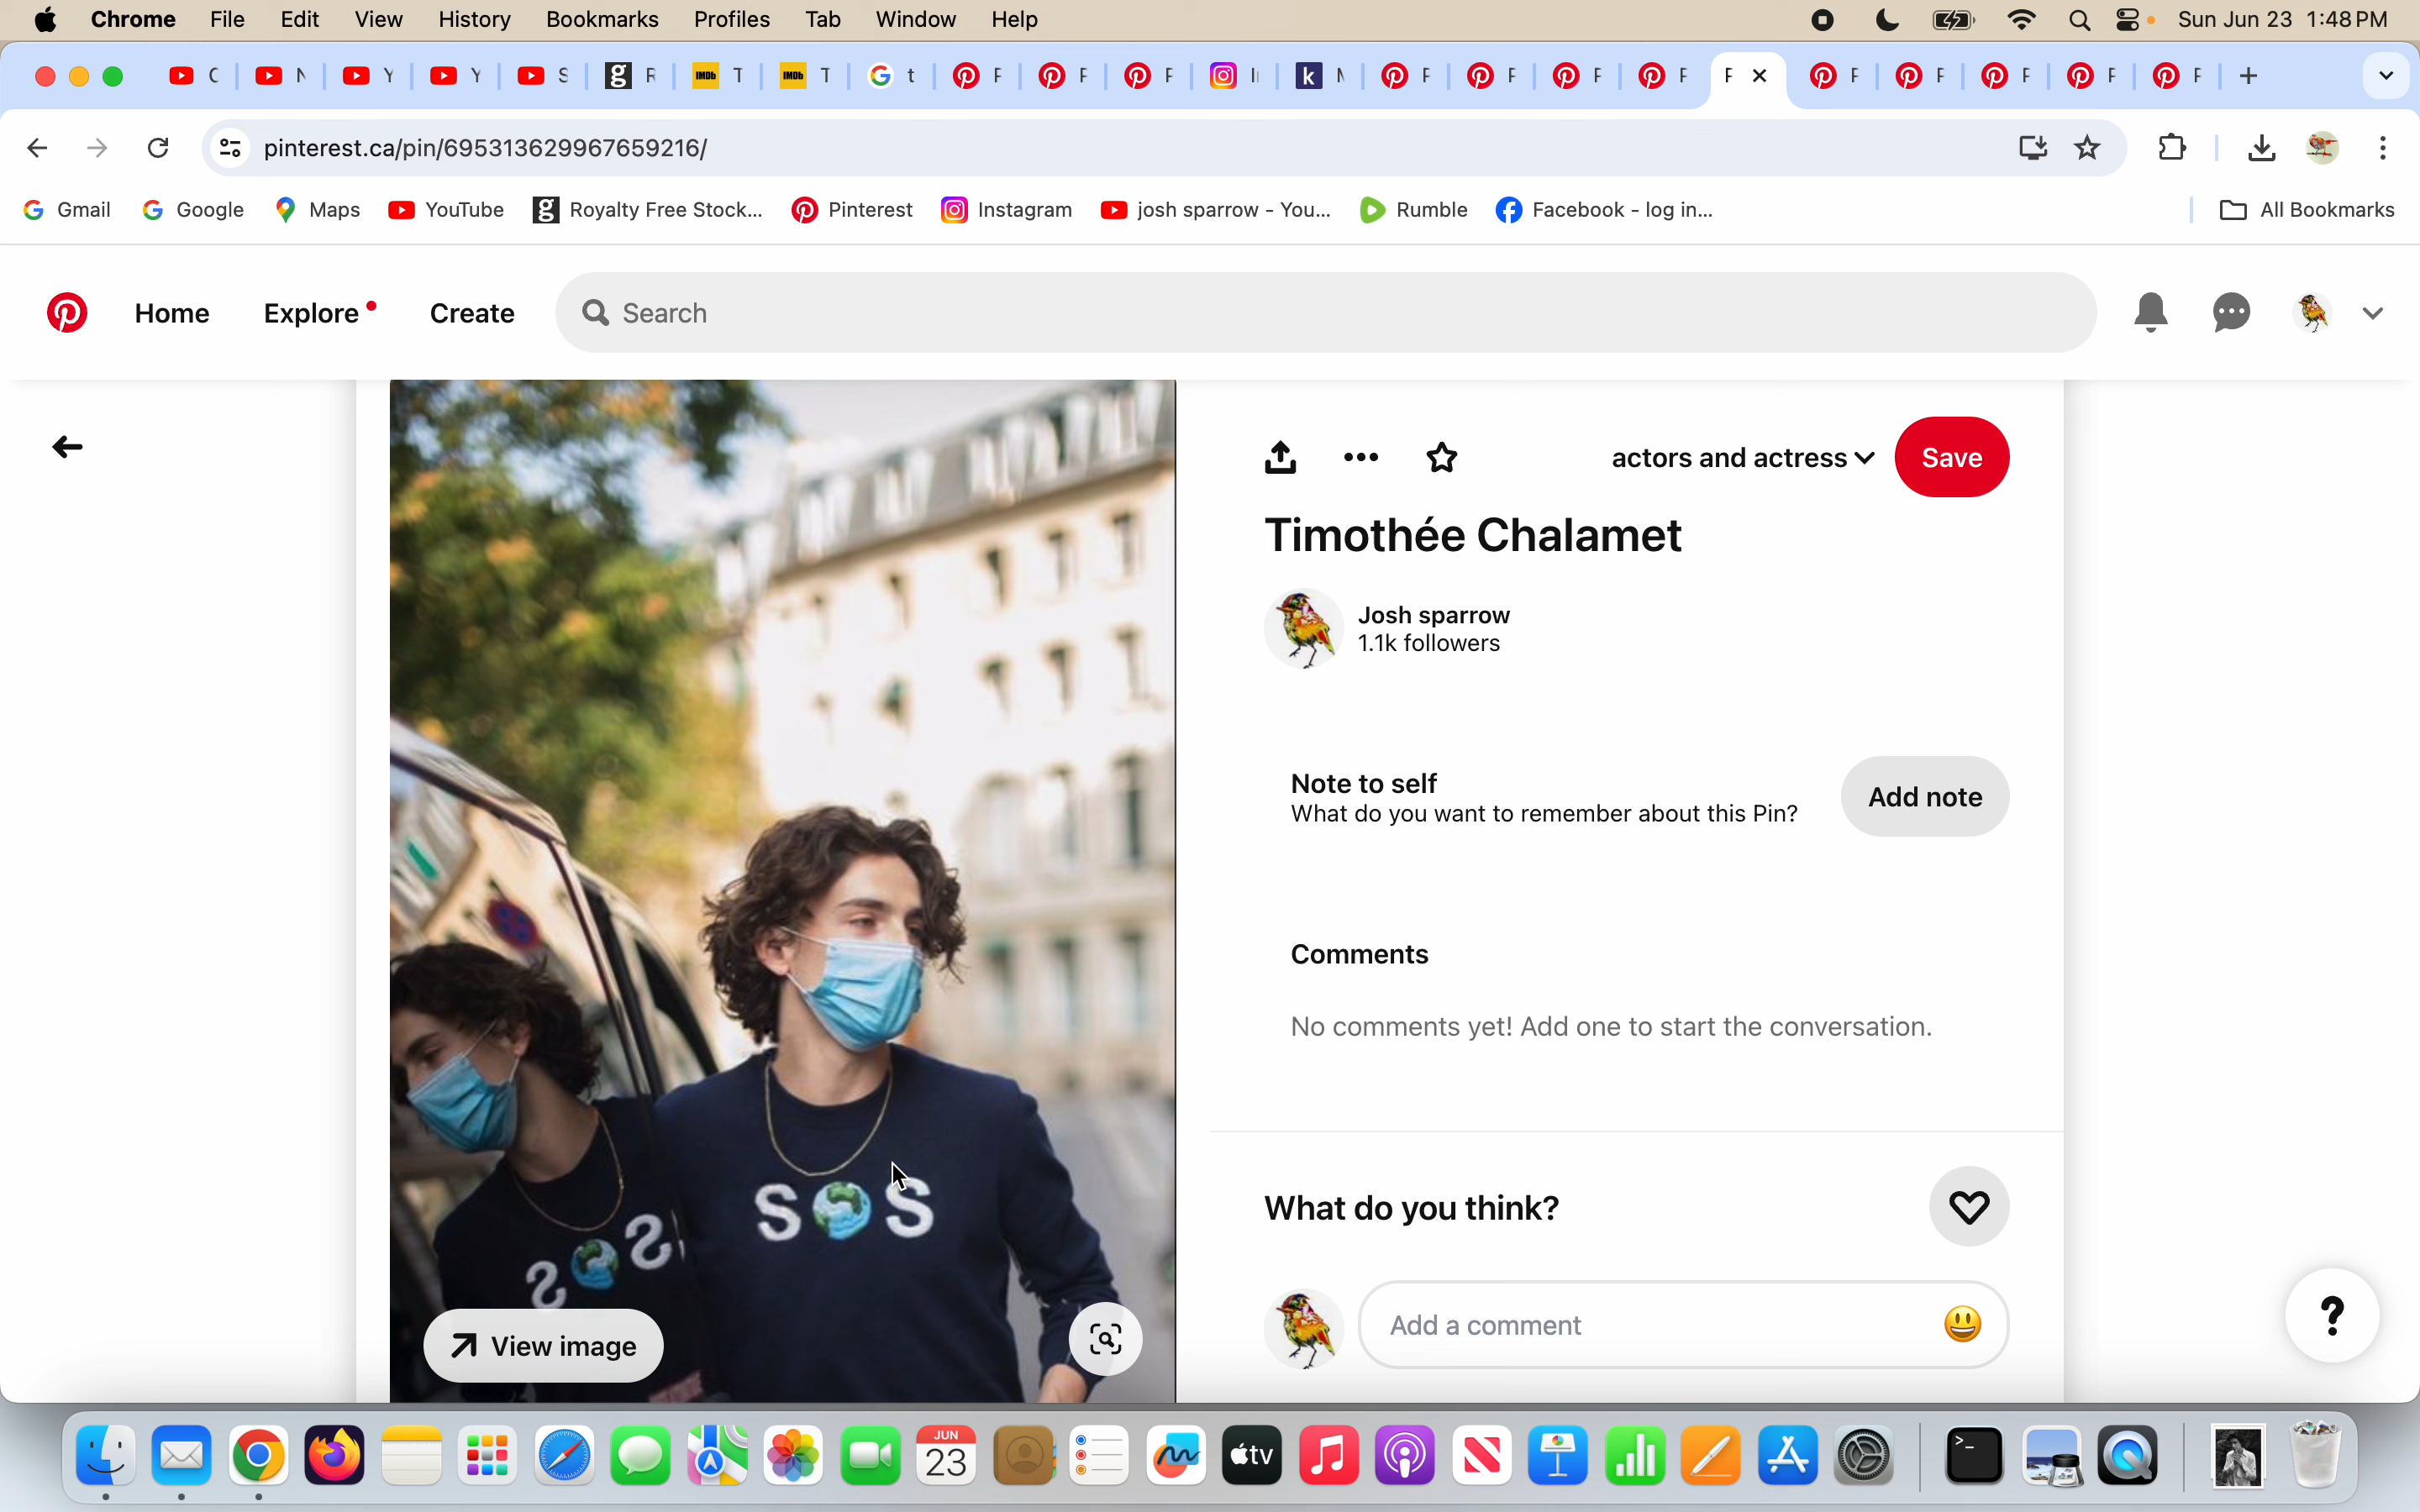 Chrome File Edit View History Bookmarks Profiles Tab Window Help Sun Jun 23 1:48 PM
pinterest.ca/pin/695313629967659216/
Gmail Google Maps YouTube Royalty Free Stock... josh sparrow - You... Pinterest Instagram Rumble Facebook - log in... All Bookmarks
Home Explore Create Search
actors and actress Save
Timothée Chalamet
Josh sparrow
1.1k followers
Note to self
What do you want to remember about this Pin?
Add note
Comments
No comments yet! Add one to start the conversation.
What do you think?
Add a comment
S S
View image
?
JUN
23
tv